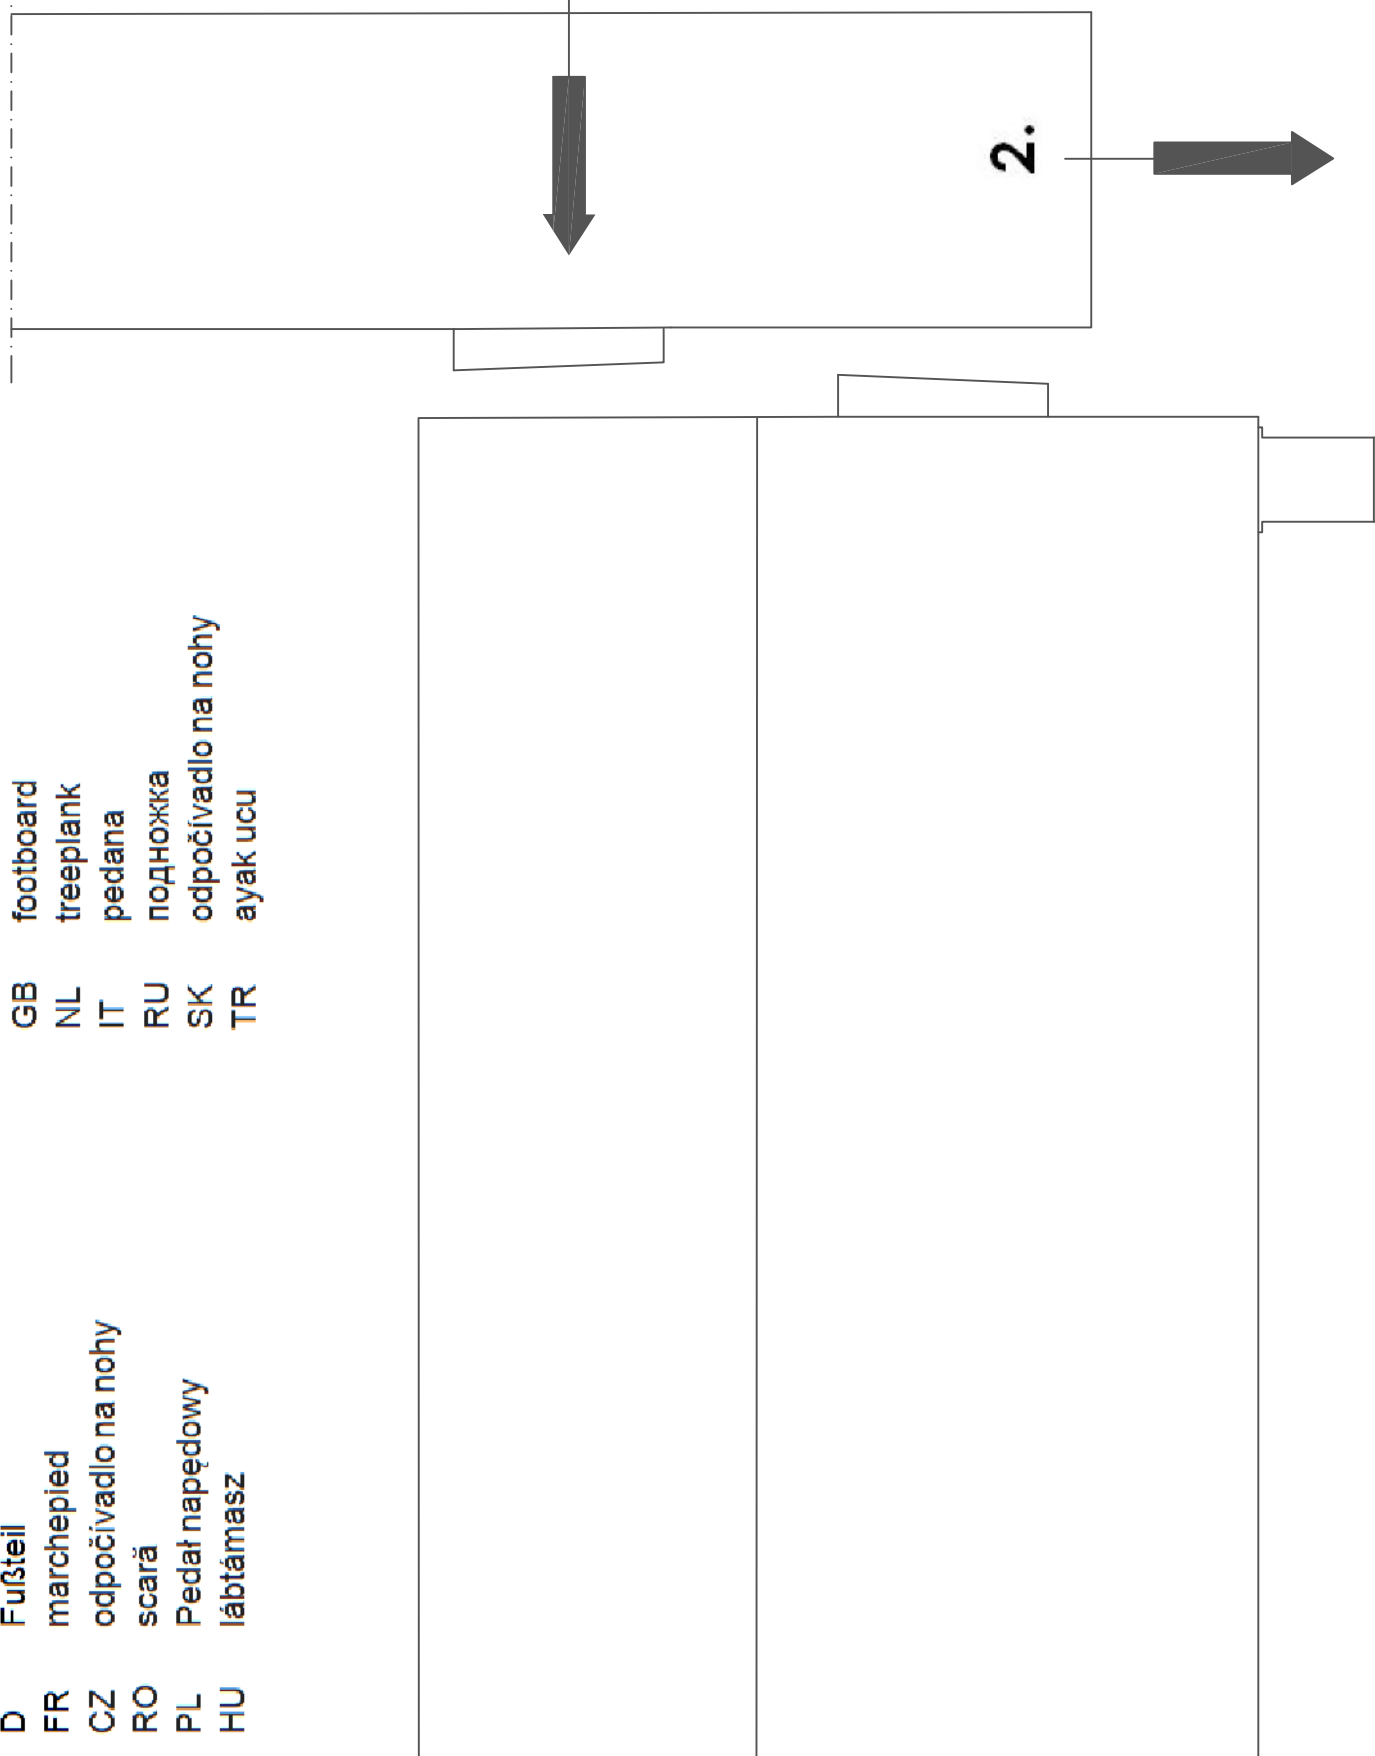 D Fußteil
FR marchepied
CZ odpočívadlo na nohy
RO scară
PL Pedał napędowy
HU lábtámasz
GB footboard
NL treeplank
IT pedana
RU подножка
SK odpočívadlo na nohy
TR ayak ucu
2.